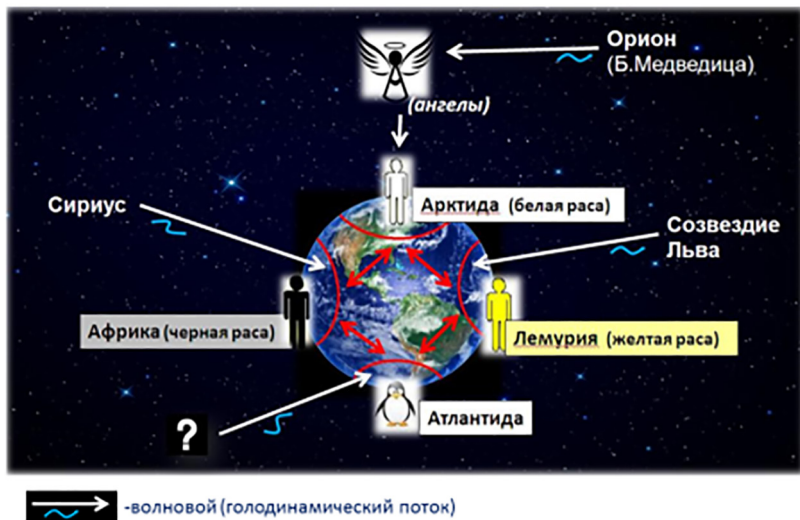 Орион
(Б.Медведица)
(ангелы)
Арктида (белая раса)
Сириус
Созвездие
Льва
Африка (черная раса)
Лемурия (желтая раса)
?
Атлантида
-волновой (голодинамический поток)